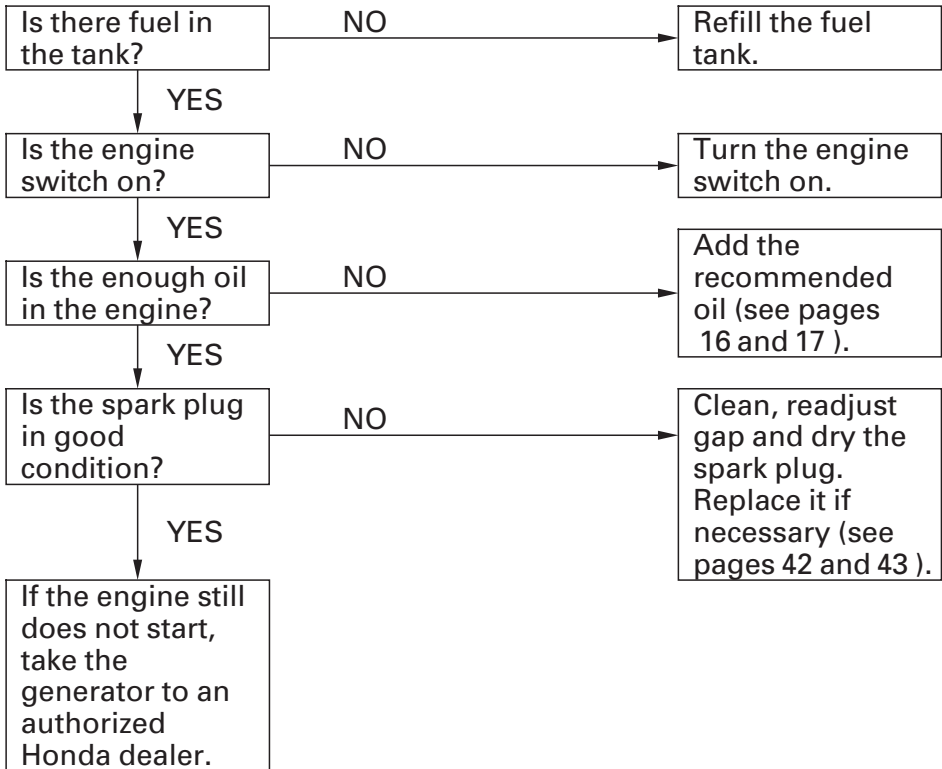 Is there fuel in
the tank?
NO
Refill the fuel
tank.
YES
Is the engine
switch on?
NO
Turn the engine
switch on.
YES
Is the enough oil
in the engine?
NO
Add the
recommended
oil (see pages
16 and 17 ).
YES
Is the spark plug
in good
condition?
NO
Clean, readjust
gap and dry the
spark plug.
Replace it if
necessary (see
pages 42 and 43 ).
YES
If the engine still
does not start,
take the
generator to an
authorized
Honda dealer.